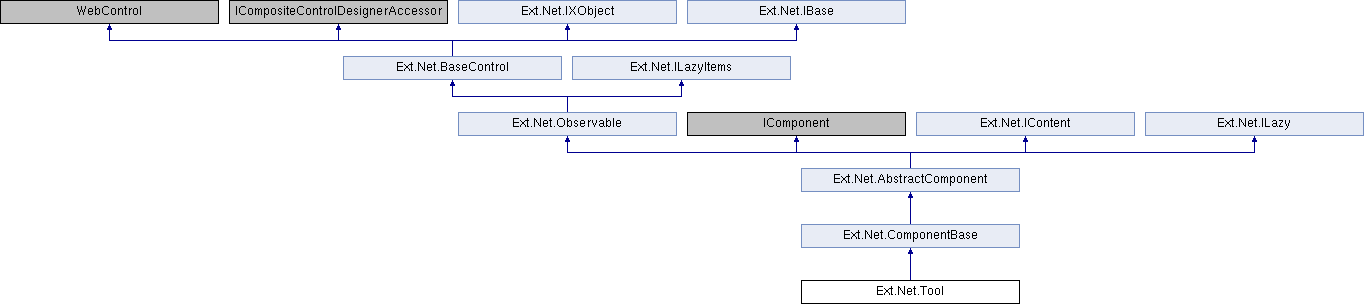 WebControl
ICompositeControlDesignerAccessor
Ext.Net.IXObject
Ext.Net.IBase
Ext.Net.BaseControl
Ext.Net.ILazyItems
Ext.Net.Observable
IComponent
Ext.Net.IContent
Ext.Net.ILazy
Ext.Net.AbstractComponent
Ext.Net.ComponentBase
Ext.Net.Tool